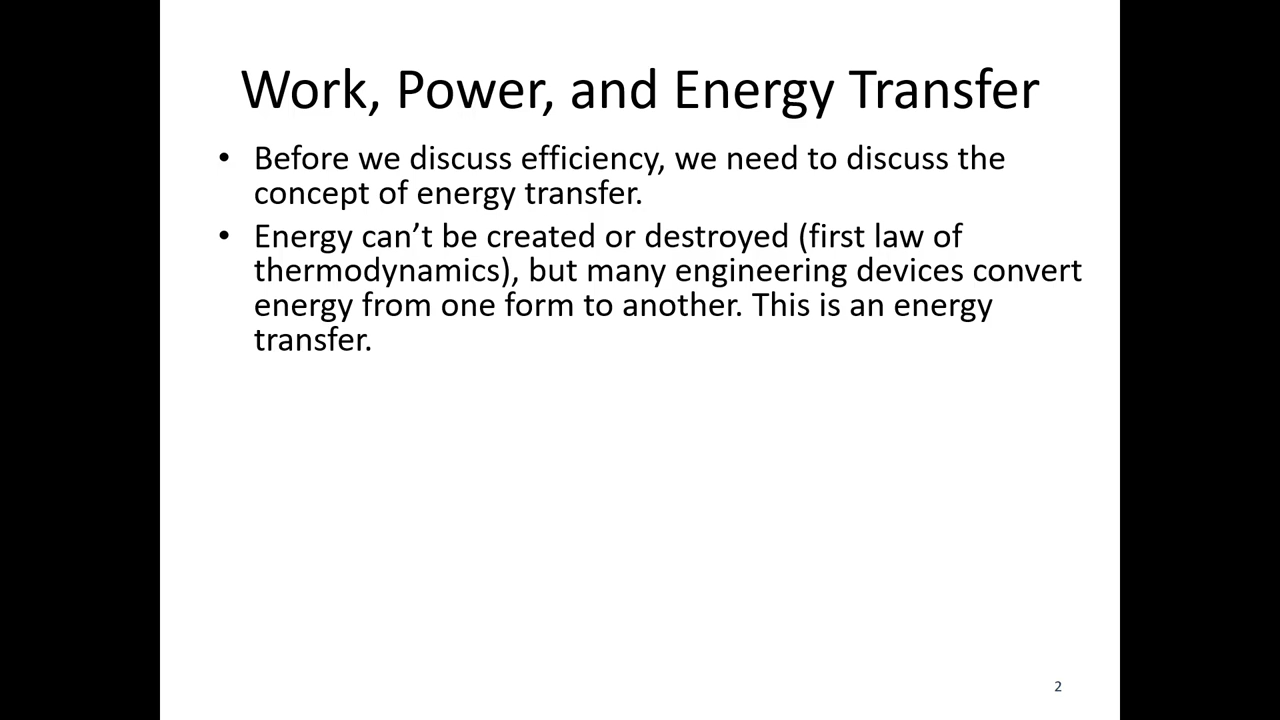 Work, Power, and Energy Transfer
• Before we discuss efficiency, we need to discuss the
concept of energy transfer.
• Energy can’t be created or destroyed (first law of
thermodynamics), but many engineering devices convert
energy from one form to another. This is an energy
transfer.
2